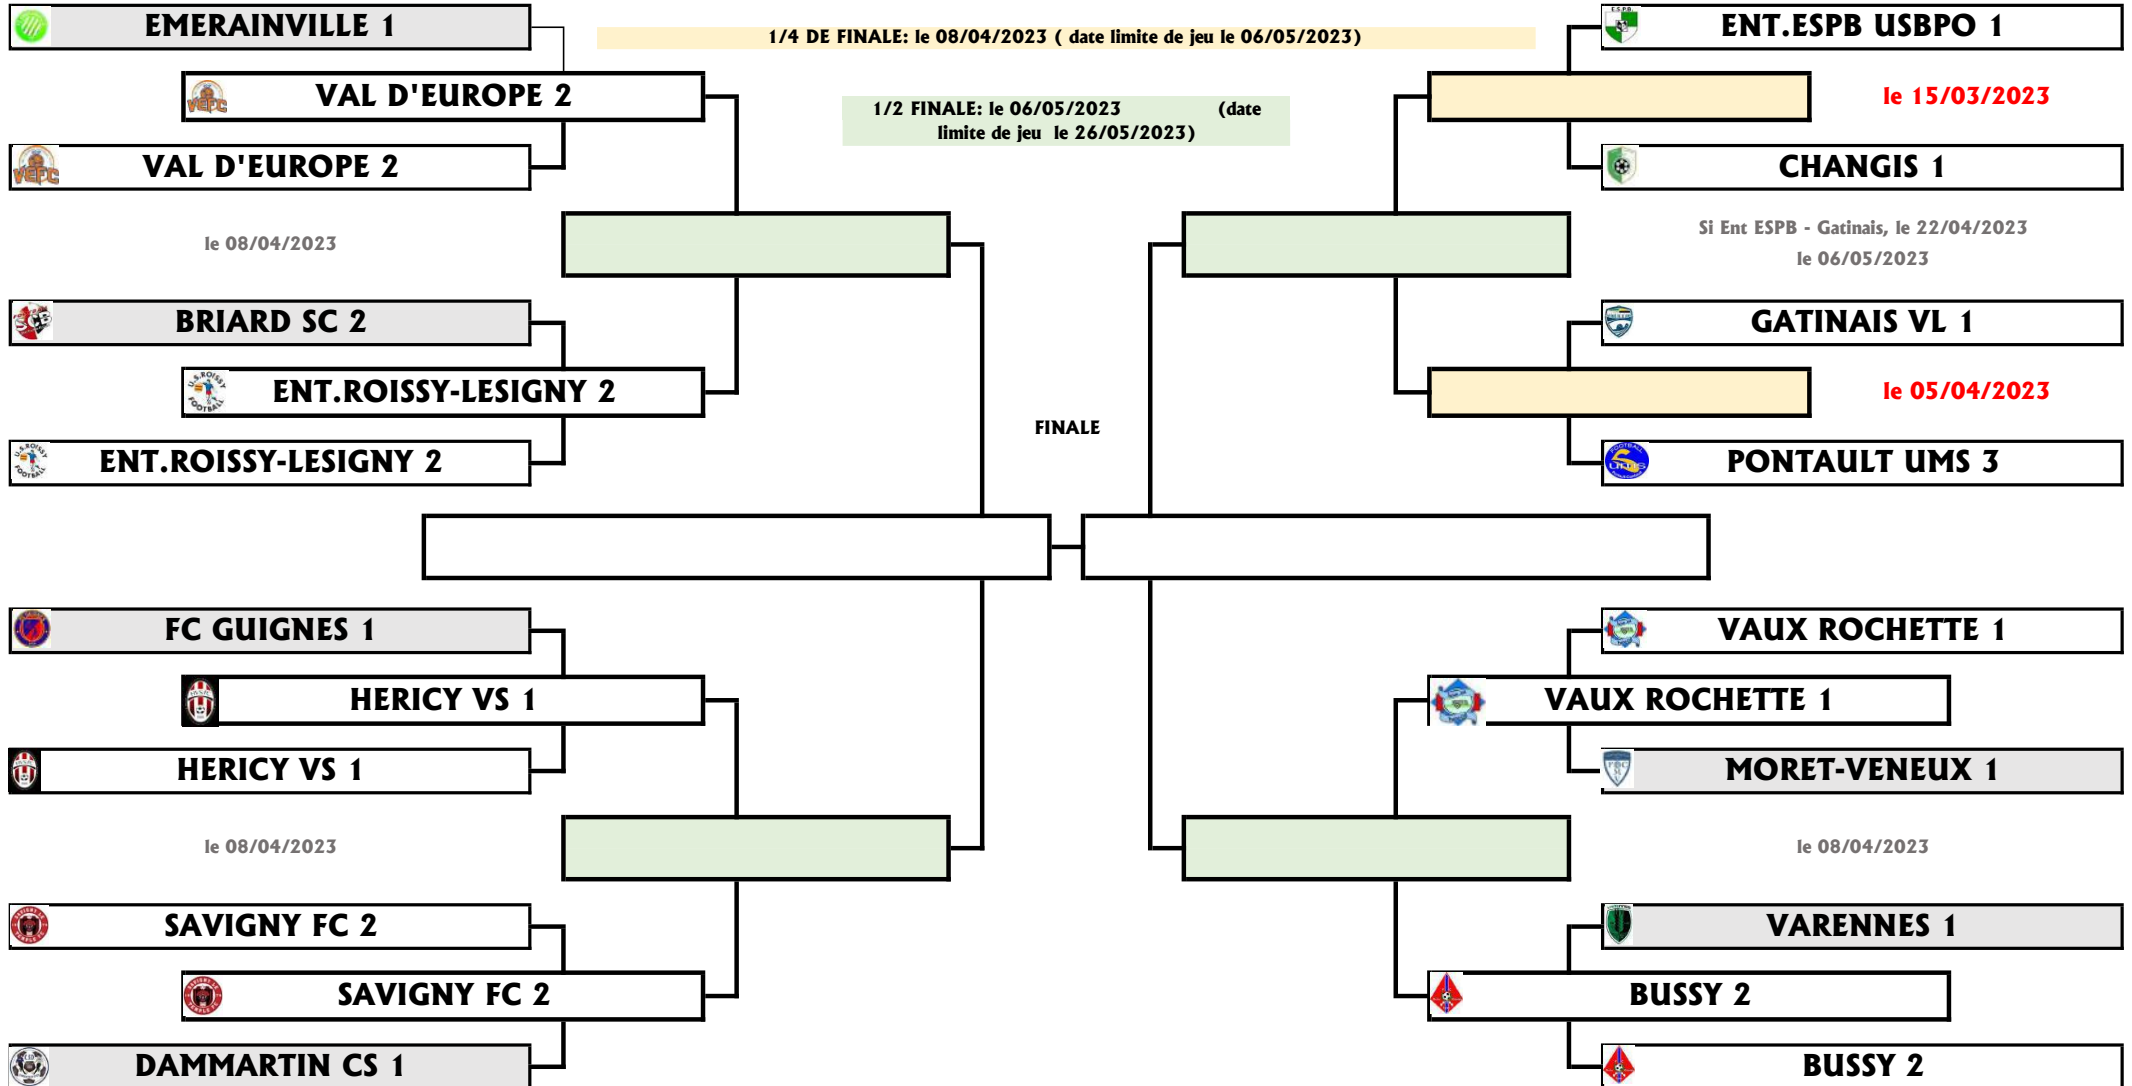 EMERAINVILLE 1
1/4 DE FINALE: le 08/04/2023 ( date limite de jeu le 06/05/2023)
ENT.ESPB USBPO 1
VAL D'EUROPE 2
1/2 FINALE: le 06/05/2023 (date
limite de jeu le 26/05/2023)
le 15/03/2023
VAL D'EUROPE 2
CHANGIS 1
le 08/04/2023
Si Ent ESPB - Gatinais, le 22/04/2023
le 06/05/2023
BRIARD SC 2
GATINAIS VL 1
ENT.ROISSY-LESIGNY 2
le 05/04/2023
FINALE
ENT.ROISSY-LESIGNY 2
PONTAULT UMS 3
FC GUIGNES 1
VAUX ROCHETTE 1
HERICY VS 1
VAUX ROCHETTE 1
HERICY VS 1
MORET-VENEUX 1
le 08/04/2023
le 08/04/2023
SAVIGNY FC 2
VARENNES 1
SAVIGNY FC 2
BUSSY 2
DAMMARTIN CS 1
BUSSY 2